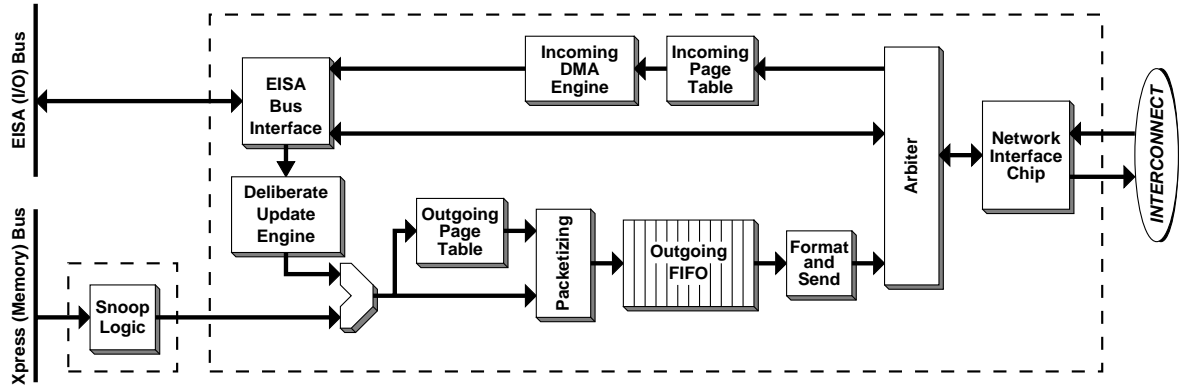 EISA (I/O) Bus
Xpress (Memory) Bus
Snoop
Logic
EISA
Bus
Interface
Deliberate
Update
Engine
Incoming
DMA
Engine
Incoming
Page
Table
Outgoing
Page
Table
Packetizing
Outgoing
FIFO
Format
and
Send
Arbiter
Network
Interface
Chip
INTERCONNECT